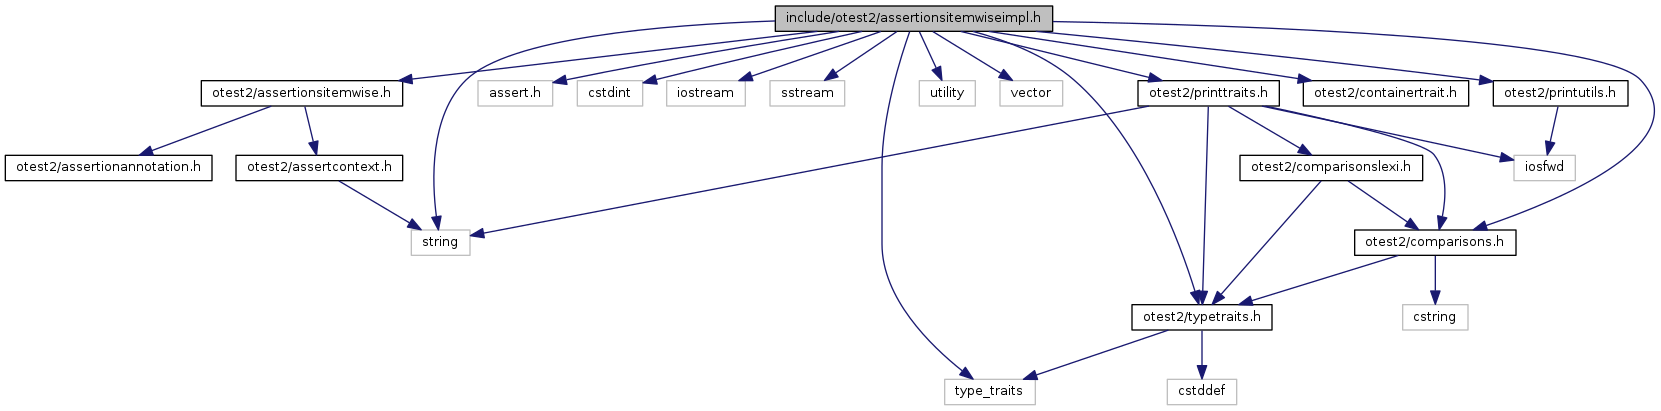 include/otest2/assertionsitemwiseimpl.h
otest2/assertionsitemwise.h
assert.h
cstdint
iostream
sstream
utility
vector
otest2/printtraits.h
otest2/containertrait.h
otest2/printutils.h
otest2/assertionannotation.h
otest2/assertcontext.h
otest2/comparisonslexi.h
iosfwd
string
otest2/comparisons.h
otest2/typetraits.h
cstring
type_traits
cstddef